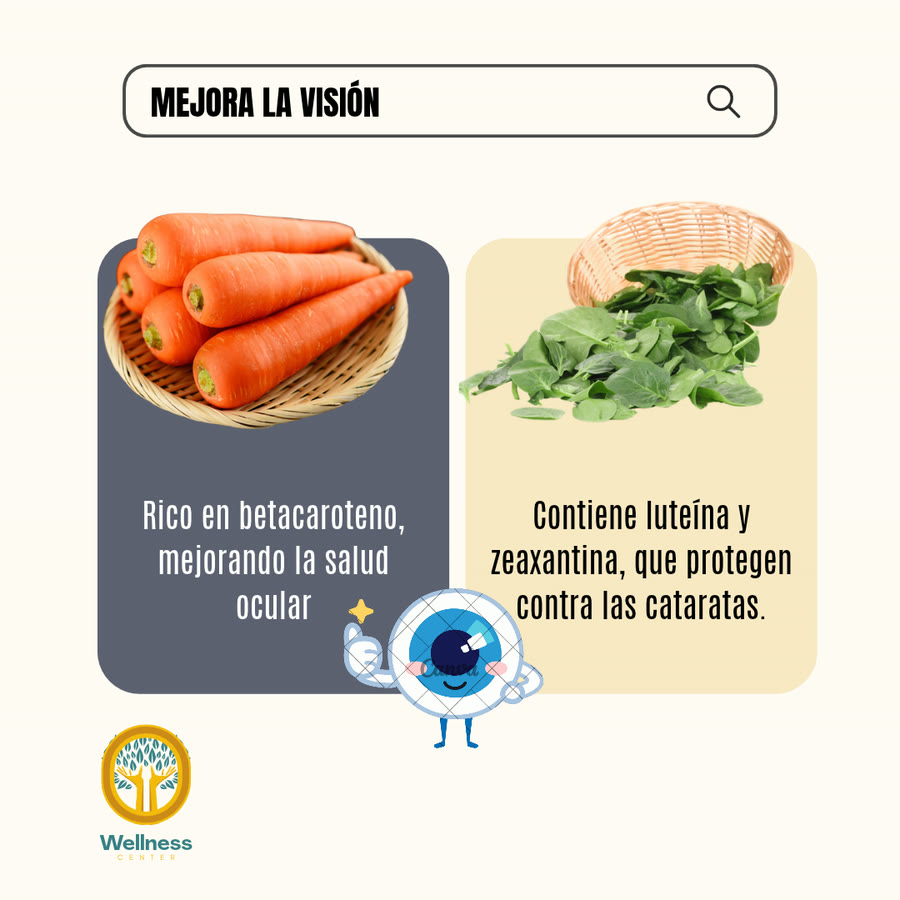 MEJORA LA VISIÓN
Rico en betacaroteno,
mejorando la salud
ocular
Contiene luteína y
zeaxantina, que protegen
contra las cataratas.
Canva
Wellness
CENTER